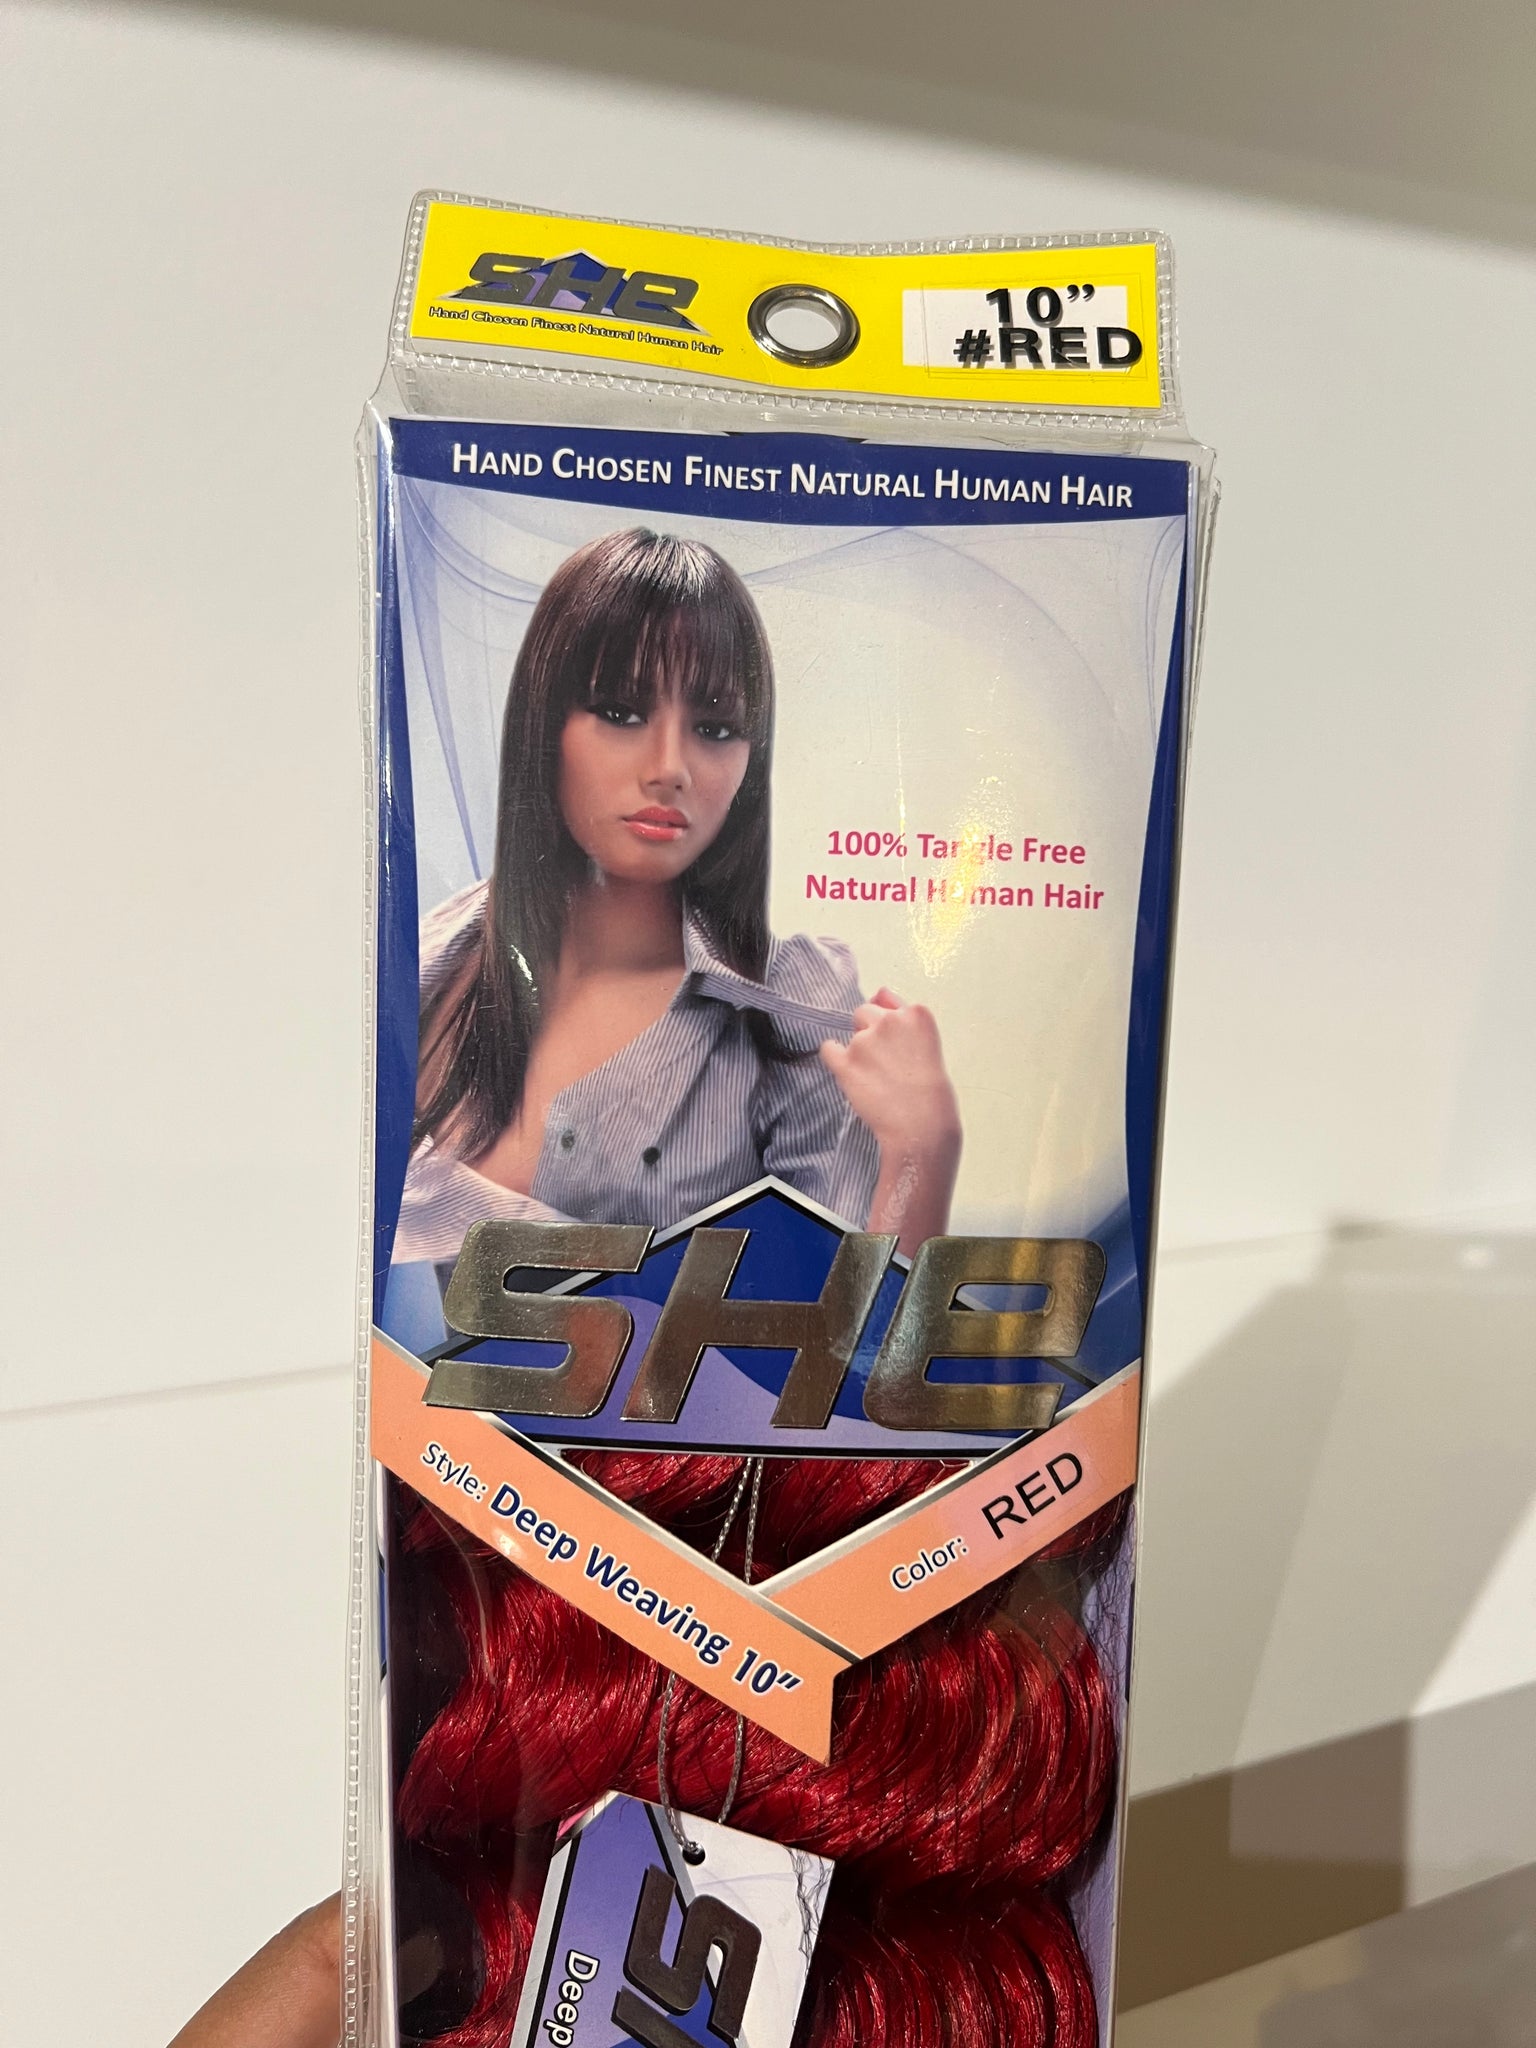 SHE
Hand Chosen Finest Natural Human Hair
10”
#RED
HAND CHOSEN FINEST NATURAL HUMAN HAIR
100% Tangle Free
Natural Human Hair
SHE
Style: Deep Weaving 10”
Color: RED
Deep